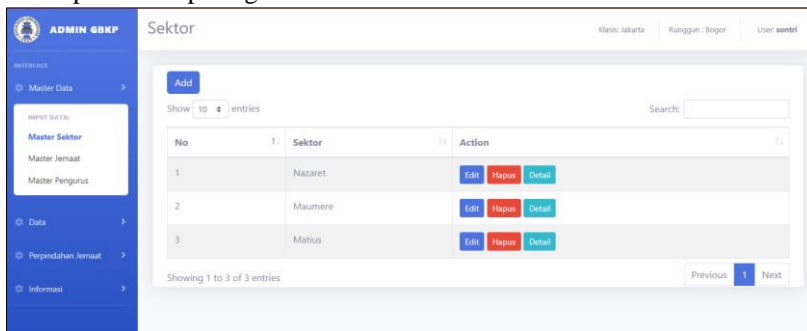 ADMIN GBKP
Sektor
Klasis: Jakarta
Runggun : Bogor
User: sontri
INTERFACE
Master Data
INPUT DATA:
Master Sektor
Master Jemaat
Master Pengurus
Data
Perpindahan Jemaat
Informasi
Add
Show 10 entries
Search:
No Sektor Action
1 Nazaret Edit Hapus Detail
2 Maumere Edit Hapus Detail
3 Matius Edit Hapus Detail
Showing 1 to 3 of 3 entries
Previous 1 Next